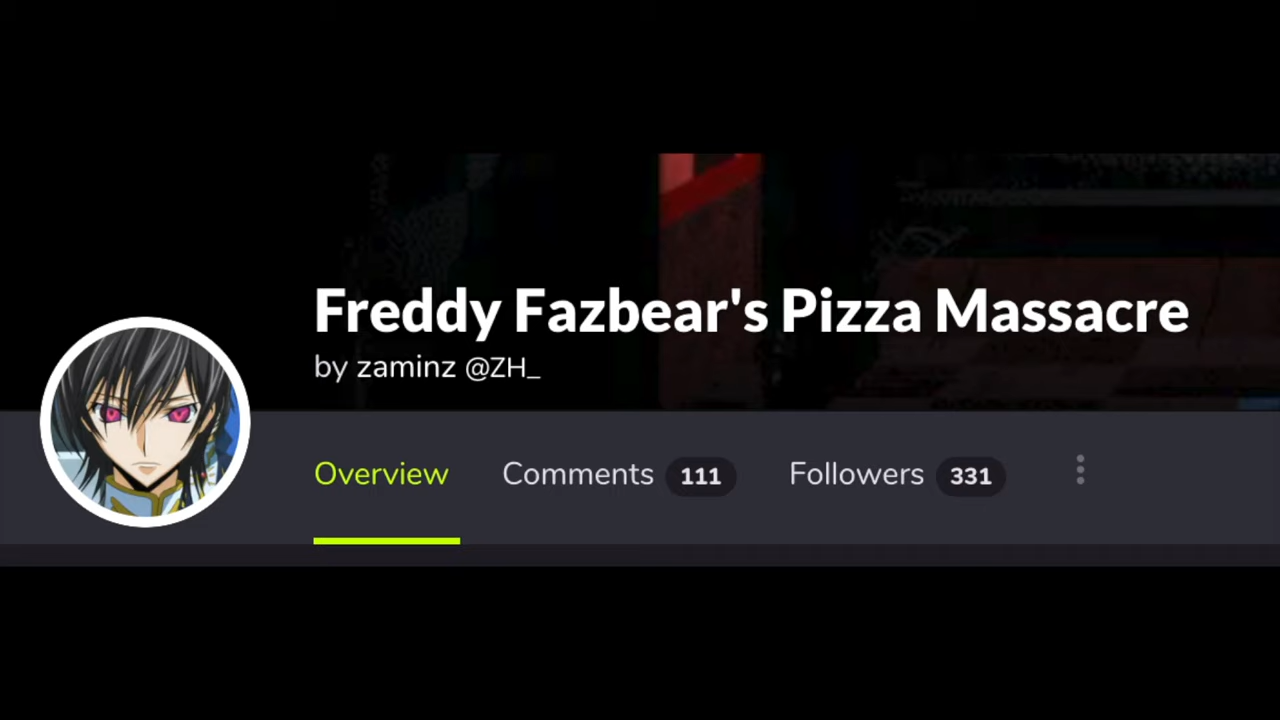 Freddy Fazbear's Pizza Massacre
by zaminz @ZH_
Overview Comments 111 Followers 331